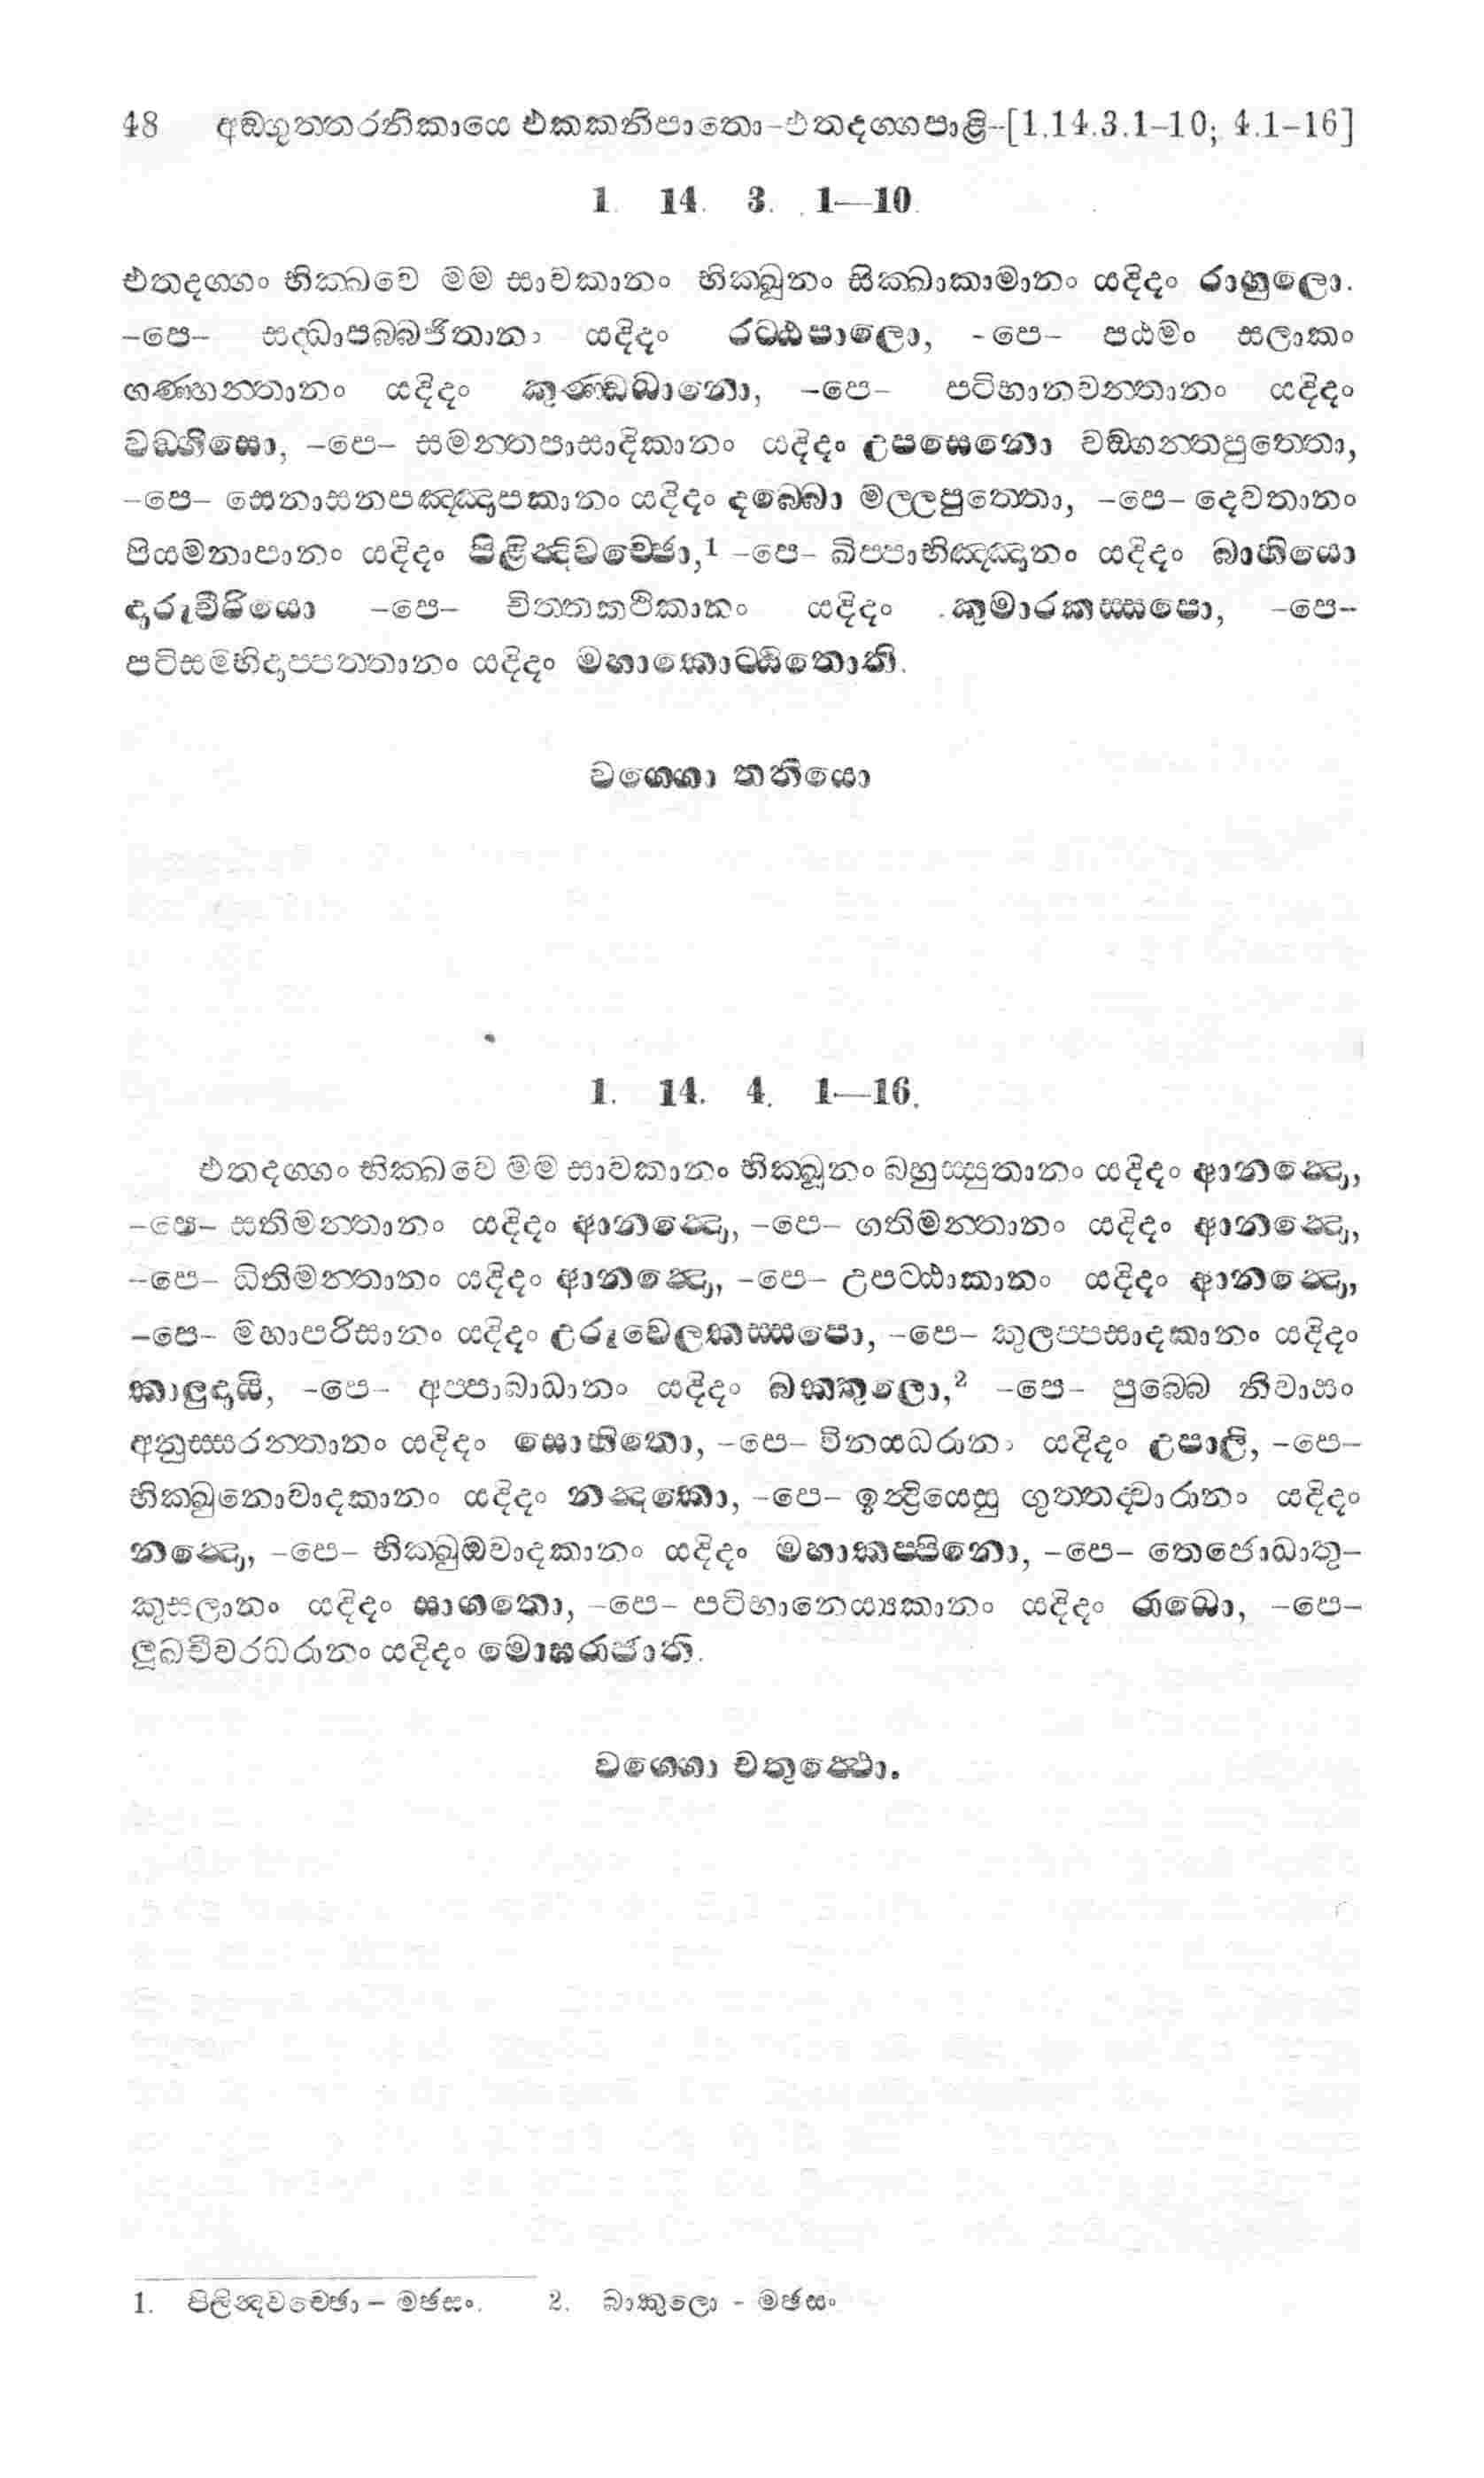 48 අඞ්ගුත්තරනිකායෙ එකකනිපාතො–එතදග්ගපාළි–[1.14.3.1–10; 4.1–16]
1. 14. 3. 1—10.
එතදග්ගං භික්ඛවෙ මම සාවකානං භික්ඛූනං සික්ඛාකාමානං යදිදං රාහුලො.
–පෙ– සද්ධාපබ්බජිතානං යදිදං රට්ඨපාලො, -පෙ– පඨමං සලාකං
ගණ්හන්තානං යදිදං කුණ්ඩධානො, –පෙ– පටිභානවන්තානං යදිදං
වඞ්ගීසො, –පෙ– සමන්තපාසාදිකානං යදිදං උපසෙනො වඞ්ගන්තපුත්තො,
–පෙ– සෙනාසනපඤ්ඤාපකානං යදිදං දබ්බො මල්ලපුත්තො, –පෙ– දෙවතානං
පියමනාපානං යදිදං පිළින්දිවච්ඡො,1 –පෙ– ඛිප්පාභිඤ්ඤානං යදිදං බාහියො
දාරුචීරියො –පෙ– චිත්තකථිකානං යදිදං කුමාරකස්සපො, –පෙ–
පටිසම්භිදාප්පත්තානං යදිදං මහාකොට්ඨිතොති.
වග්ගො තතියො
1. 14. 4. 1—16.
එතදග්ගං භික්ඛවෙ මම සාවකානං භික්ඛූනං බහුස්සුතානං යදිදං ආනන්දො,
–පෙ– සතිමන්තානං යදිදං ආනන්දො, –පෙ– ගතිමන්තානං යදිදං ආනන්දො,
–පෙ– ධිතිමන්තානං යදිදං ආනන්දො, –පෙ– උපට්ඨාකානං යදිදං ආනන්දො,
–පෙ– මහාපරිසානං යදිදං උරුවෙලකස්සපො, –පෙ– කුලප්පසාදකානං යදිදං
කාලුදායි, –පෙ– අප්පාබාධානං යදිදං බක්කුලො,2 –පෙ– පුබ්බෙ නිවාසං
අනුස්සරන්තානං යදිදං සොභිතො, –පෙ– විනයධරානං යදිදං උපාලි, –පෙ–
භික්ඛුනොවාදකානං යදිදං නන්දකො, –පෙ– ඉන්ද්‍රියෙසු ගුත්තද්වාරානං යදිදං
නන්දො, –පෙ– භික්ඛුඔවාදකානං යදිදං මහාකප්පිනො, –පෙ– තෙජොධාතු–
කුසලානං යදිදං සාගතො, –පෙ– පටිභානෙය්‍යකානං යදිදං රාධො, –පෙ–
ලූඛචීවරධරානං යදිදං මොඝරාජාති.
වග්ගො චතුත්ථො.
1. පිලින්දවච්ඡො – මඡසං. 2. බාකුලො - මඡසං